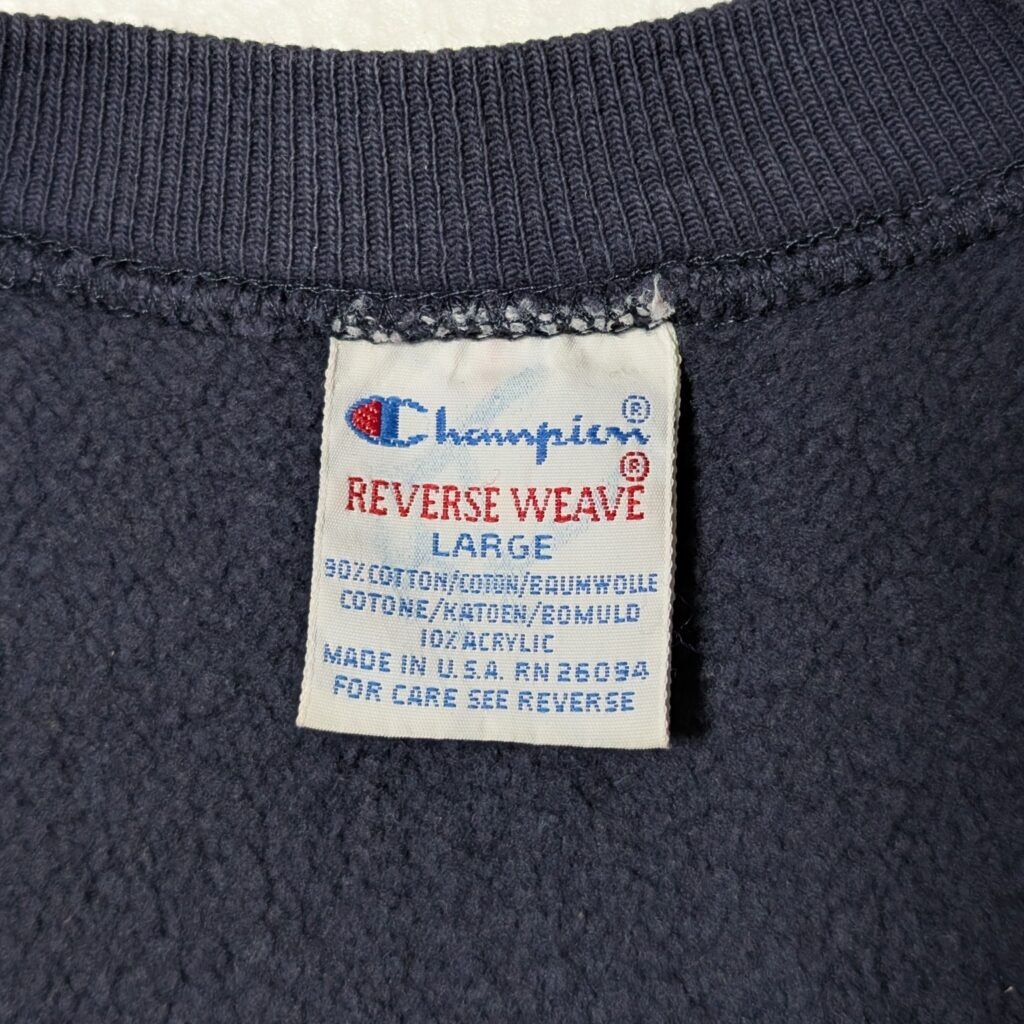 Champion®
REVERSE WEAVE®
LARGE
90% COTTON/COTON/BAUMWOLLE
COTONE/KATOEN/BOMULD
10% ACRYLIC
MADE IN U.S.A. RN 26094
FOR CARE SEE REVERSE